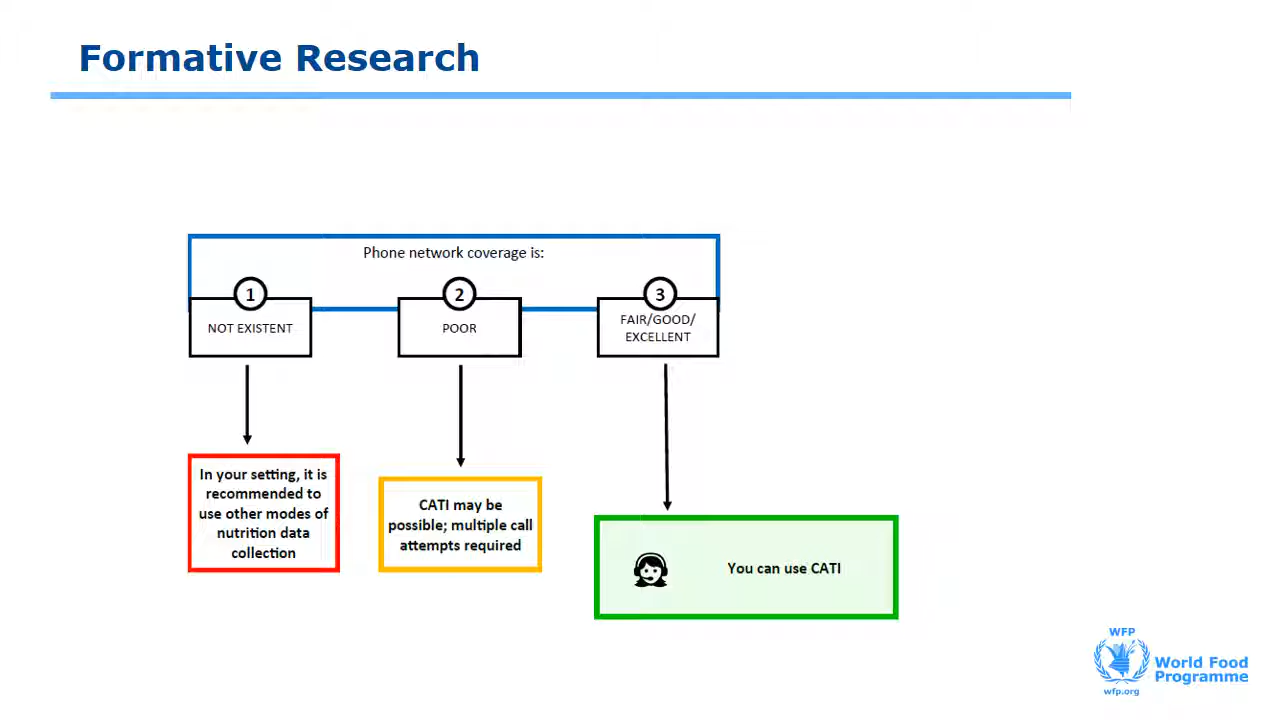 Formative Research
Phone network coverage is:
1
2
3
NOT EXISTENT
POOR
FAIR/GOOD/
EXCELLENT
In your setting, it is
recommended to
use other modes of
nutrition data
collection
CATI may be
possible; multiple call
attempts required
You can use CATI
WFP
wfp.org
World Food
Programme